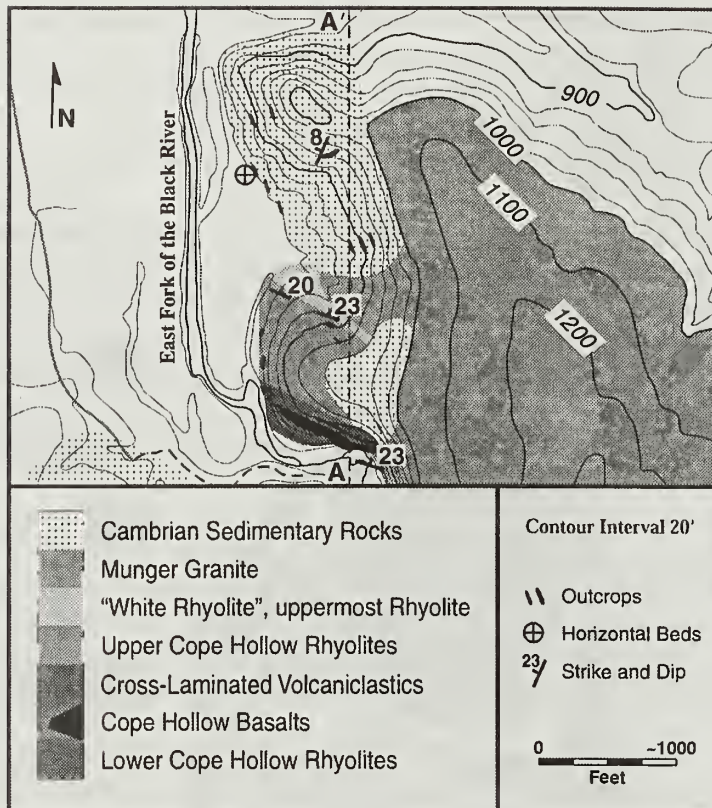 A'
N
East Fork of the Black River
8
900
1000
1100
20
23
1200
A
23
Cambrian Sedimentary Rocks
Munger Granite
“White Rhyolite”, uppermost Rhyolite
Upper Cope Hollow Rhyolites
Cross-Laminated Volcaniclastics
Cope Hollow Basalts
Lower Cope Hollow Rhyolites
Contour Interval 20'
Outcrops
Horizontal Beds
23 Strike and Dip
0 ~1000
Feet